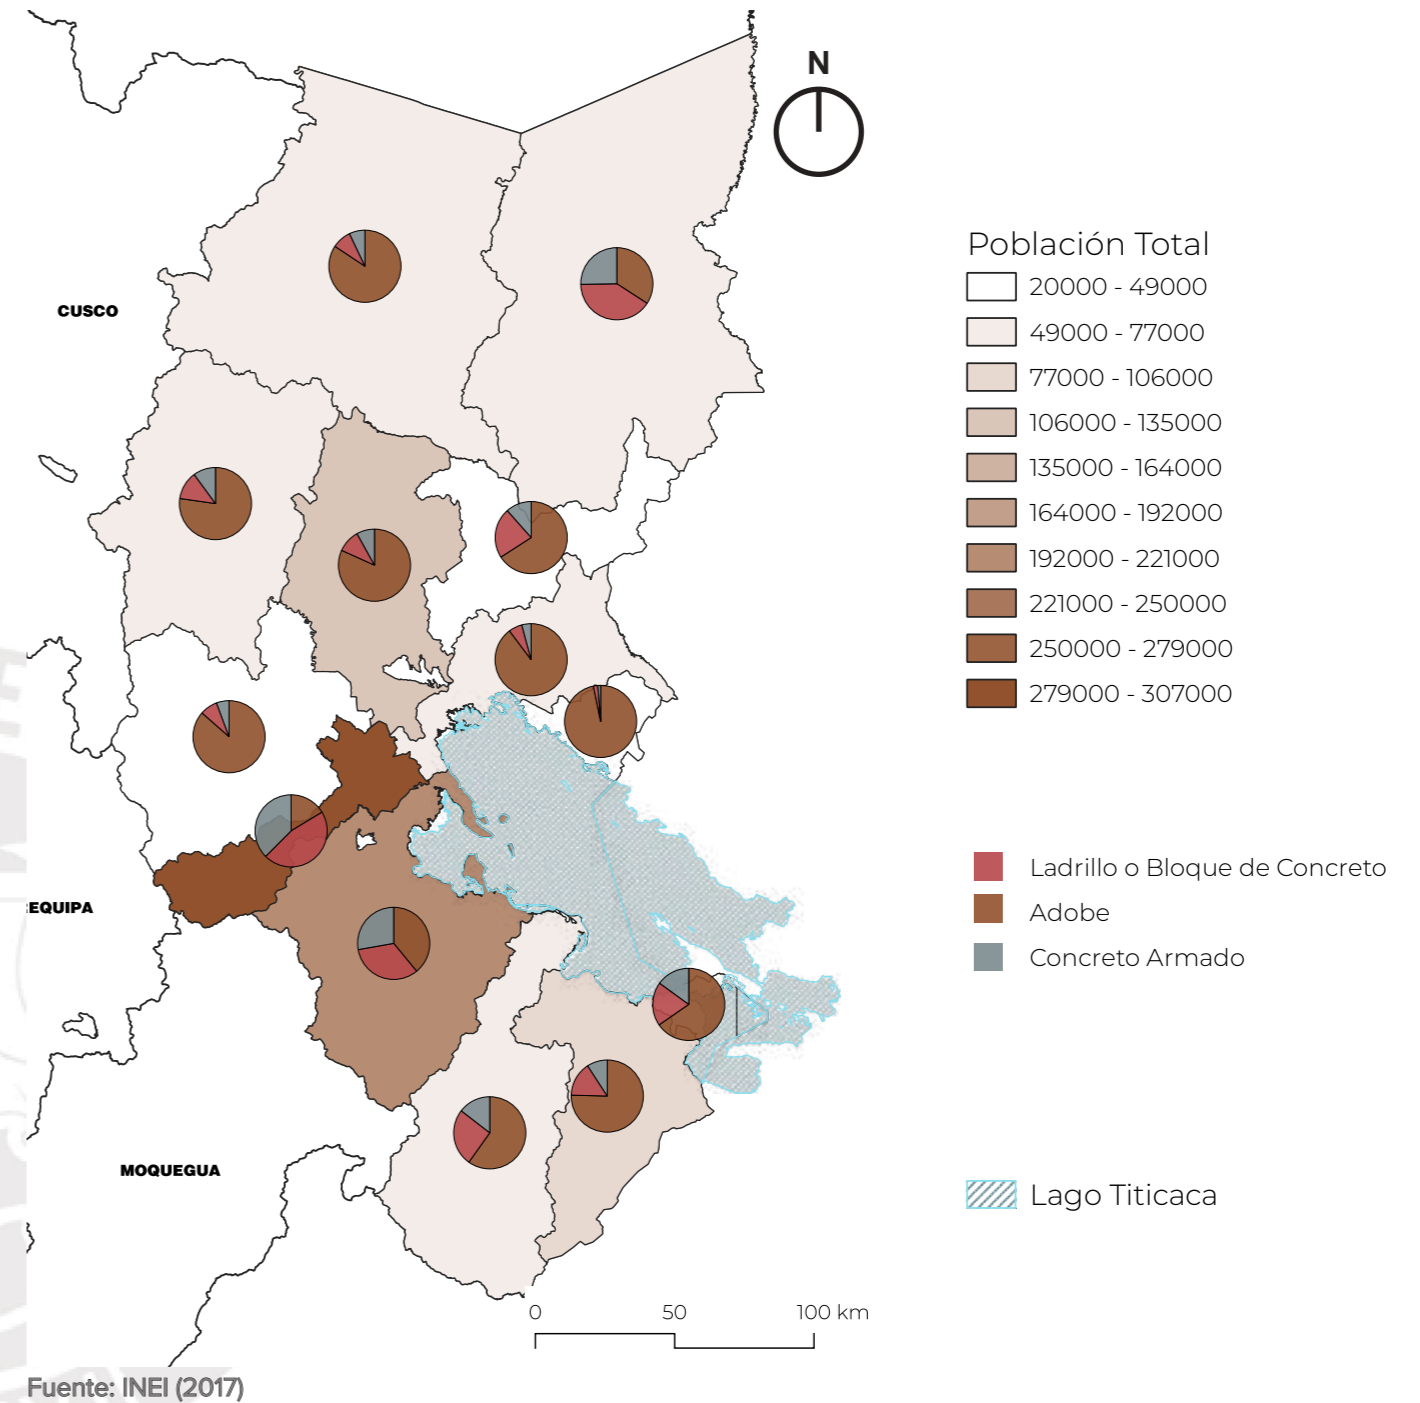 N
CUSCO
EQUIPA
MOQUEGUA
Población Total
20000 - 49000
49000 - 77000
77000 - 106000
106000 - 135000
135000 - 164000
164000 - 192000
192000 - 221000
221000 - 250000
250000 - 279000
279000 - 307000
Ladrillo o Bloque de Concreto
Adobe
Concreto Armado
Lago Titicaca
0 50 100 km
Fuente: INEI (2017)